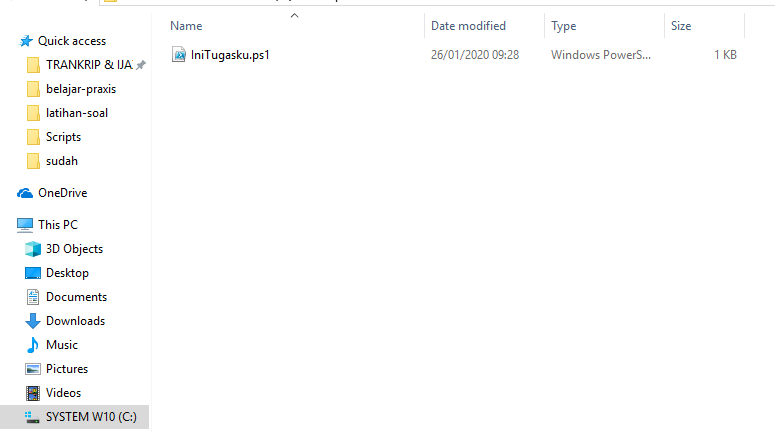 Name Date modified Type Size
Quick access
TRANKRIP & IJA
belajar-praxis
latihan-soal
Scripts
sudah
OneDrive
This PC
3D Objects
Desktop
Documents
Downloads
Music
Pictures
Videos
SYSTEM W10 (C:)
IniTugasku.ps1 26/01/2020 09:28 Windows PowerS... 1 KB